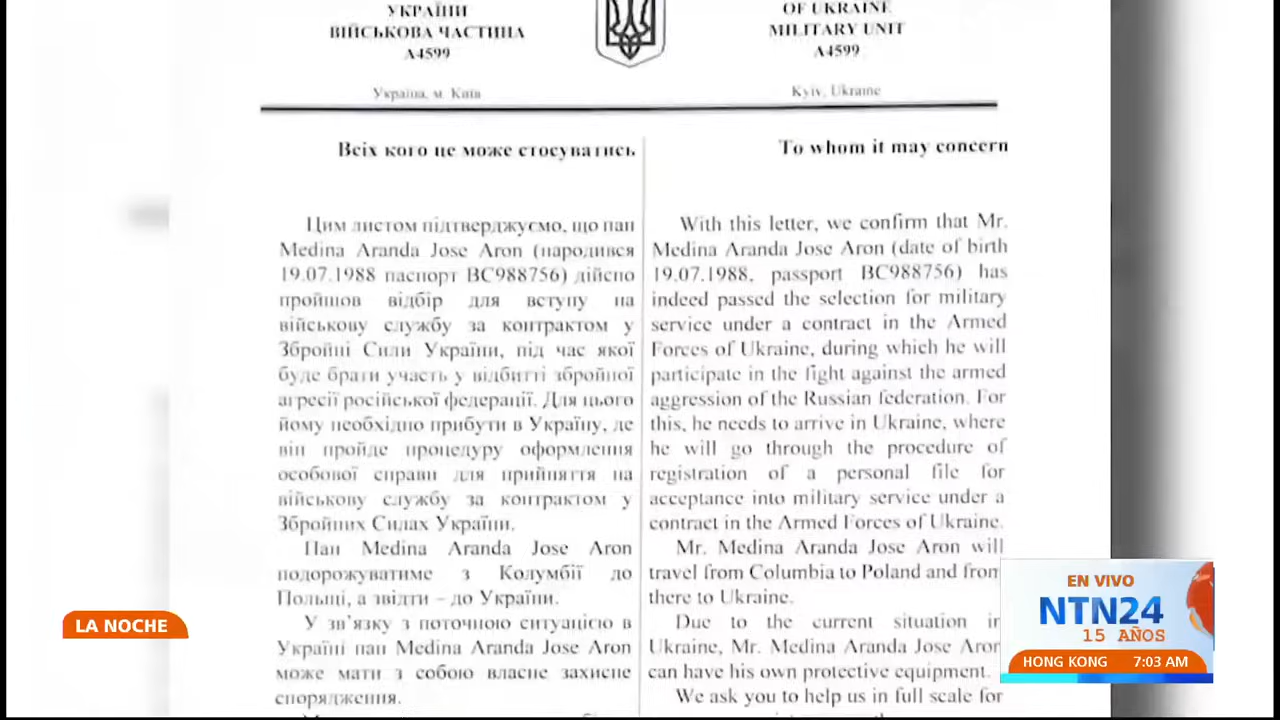 УКРАЇНИ
ВІЙСЬКОВА ЧАСТИНА
А4599
Україна, м. Київ
OF UKRAINE
MILITARY UNIT
A4599
Kyiv, Ukraine
Всіх кого це може стосуватись
Цим листом підтверджуємо, що пан
Medina Aranda Jose Aron (народився
19.07.1988 паспорт BC988756) дійсно
пройшов відбір для вступу на
військову службу за контрактом у
Збройні Сили України, під час якої
буде брати участь у відбитті збройної
агресії російської федерації. Для цього
йому необхідно прибути в Україну, де
він пройде процедуру оформлення
особової справи для прийняття на
військову службу за контрактом у
Збройних Силах України.
Пан Medina Aranda Jose Aron
подорожуватиме з Колумбії до
Польщі, а звідти – до України.
У зв'язку з поточною ситуацією в
Україні пан Medina Aranda Jose Aron
може мати з собою власне захисне
спорядження.
To whom it may concern
With this letter, we confirm that Mr.
Medina Aranda Jose Aron (date of birth
19.07.1988, passport BC988756) has
indeed passed the selection for military
service under a contract in the Armed
Forces of Ukraine, during which he will
participate in the fight against the armed
aggression of the Russian federation. For
this, he needs to arrive in Ukraine, where
he will go through the procedure of
registration of a personal file for
acceptance into military service under a
contract in the Armed Forces of Ukraine.
Mr. Medina Aranda Jose Aron will
travel from Columbia to Poland and from
there to Ukraine.
Due to the current situation in
Ukraine, Mr. Medina Aranda Jose Aron
can have his own protective equipment.
We ask you to help us in full scale for
LA NOCHE
EN VIVO
NTN24
15 AÑOS
HONG KONG 7:03 AM